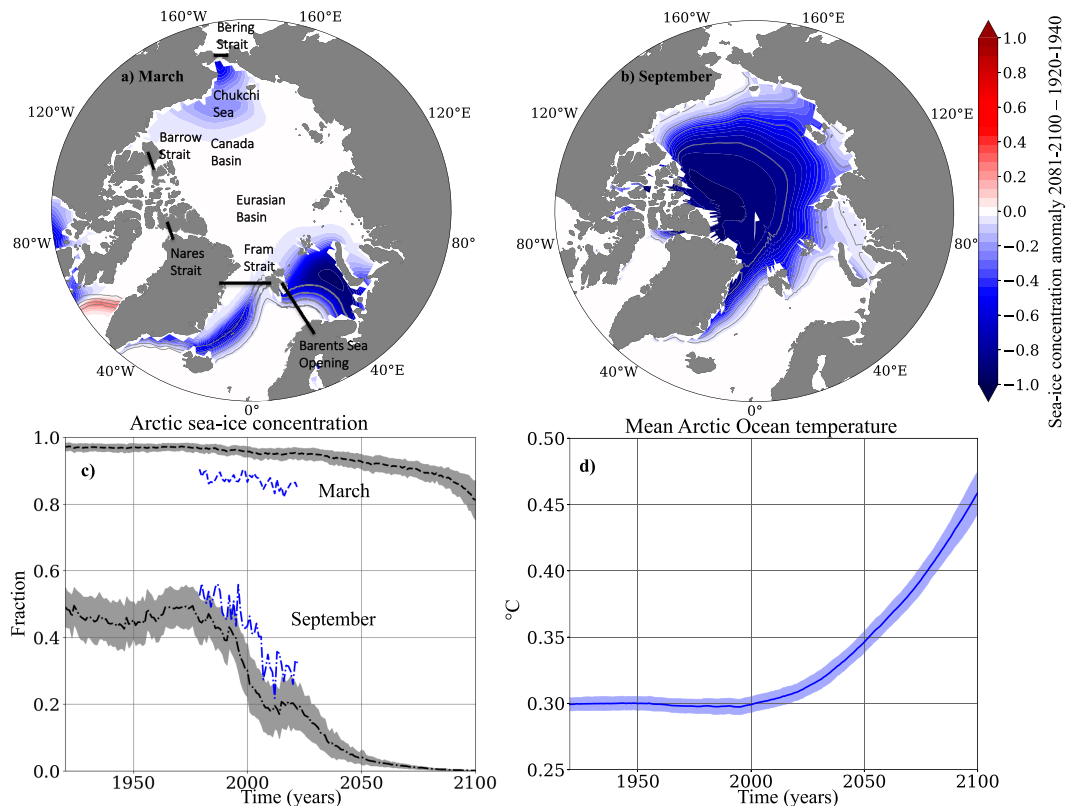 160°W
160°E
Bering
Strait
a) March
120°W
Chukchi
Sea
Barrow
Strait
Canada
Basin
Eurasian
Basin
80°W
80°
Nares
Strait
Fram
Strait
Barents Sea
Opening
40°W
40°E
0°
160°W
160°E
b) September
120°W
80°W
80°
40°W
40°E
0°
1.0
0.8
0.6
0.4
0.2
0.0
−0.2
−0.4
−0.6
−0.8
−1.0
Sea-ice concentration anomaly 2081-2100 – 1920-1940
Arctic sea-ice concentration
c)
March
September
1.0
0.8
0.6
0.4
0.2
0.0
Fraction
1950
2000
2050
2100
Time (years)
Mean Arctic Ocean temperature
d)
0.50
0.45
0.40
0.35
0.30
0.25
°C
1950
2000
2050
2100
Time (years)